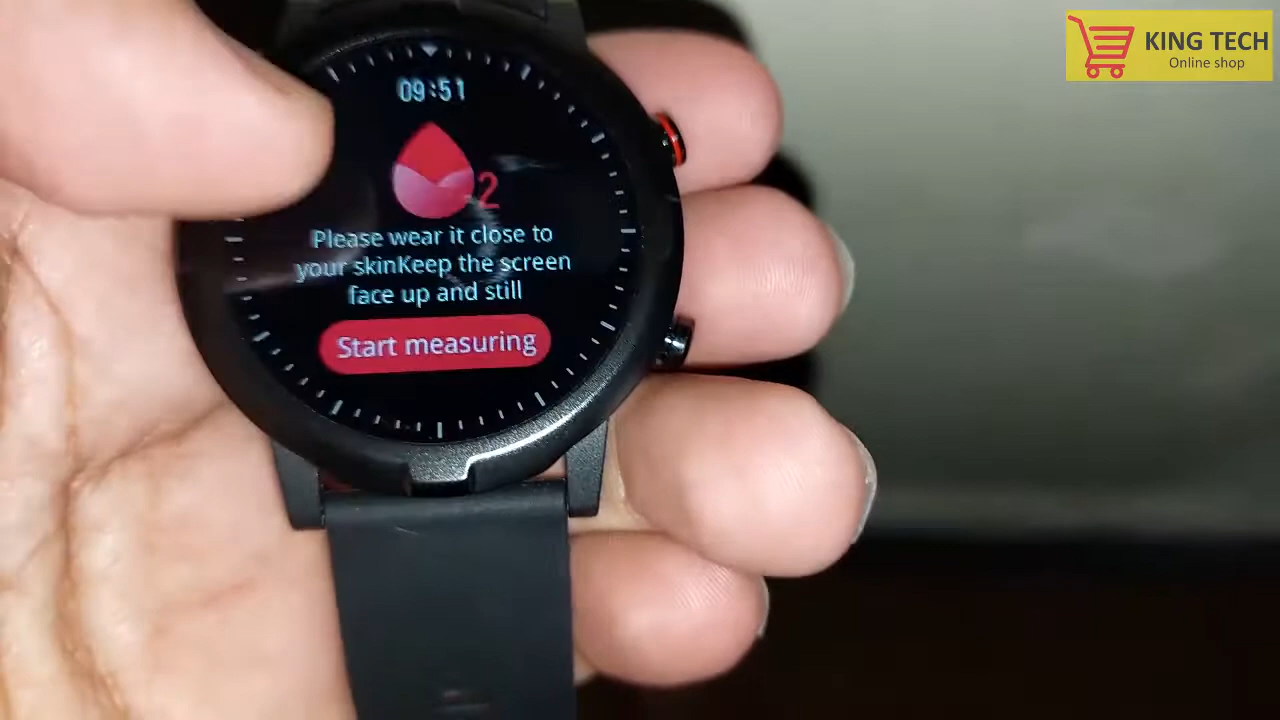 KING TECH
Online shop
09:51
2
Please wear it close to
your skinKeep the screen
face up and still
Start measuring